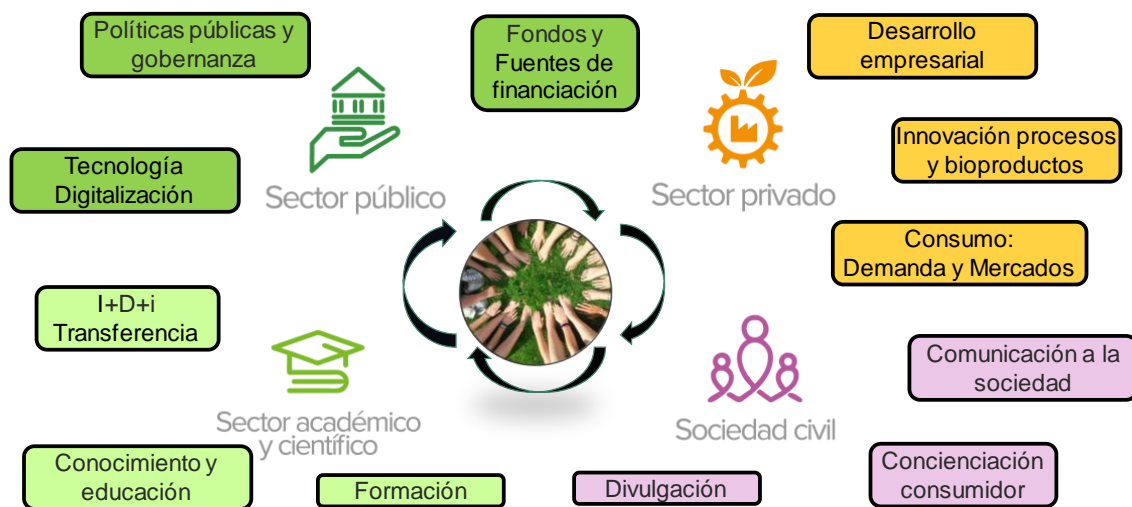 Políticas públicas y
gobernanza
Fondos y
Fuentes de
financiación
Desarrollo
empresarial
Tecnología
Digitalización
Sector público
Sector privado
Innovación procesos
y bioproductos
Consumo:
Demanda y Mercados
I+D+i
Transferencia
Sector académico
y científico
Sociedad civil
Comunicación a la
sociedad
Conocimiento y
educación
Formación
Divulgación
Concienciación
consumidor